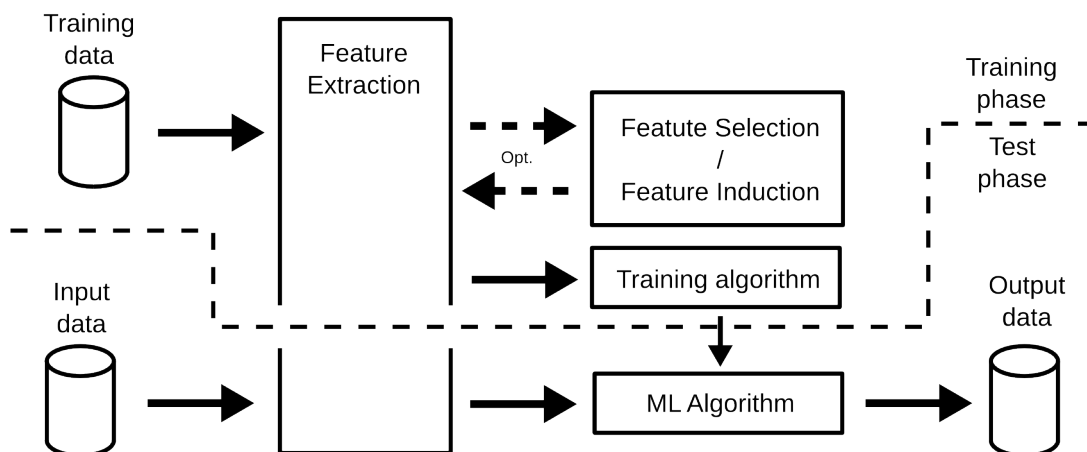 Training
data
Feature
Extraction
Training
phase
Featute Selection
/
Feature Induction
Opt.
Test
phase
Training algorithm
Input
data
Output
data
ML Algorithm